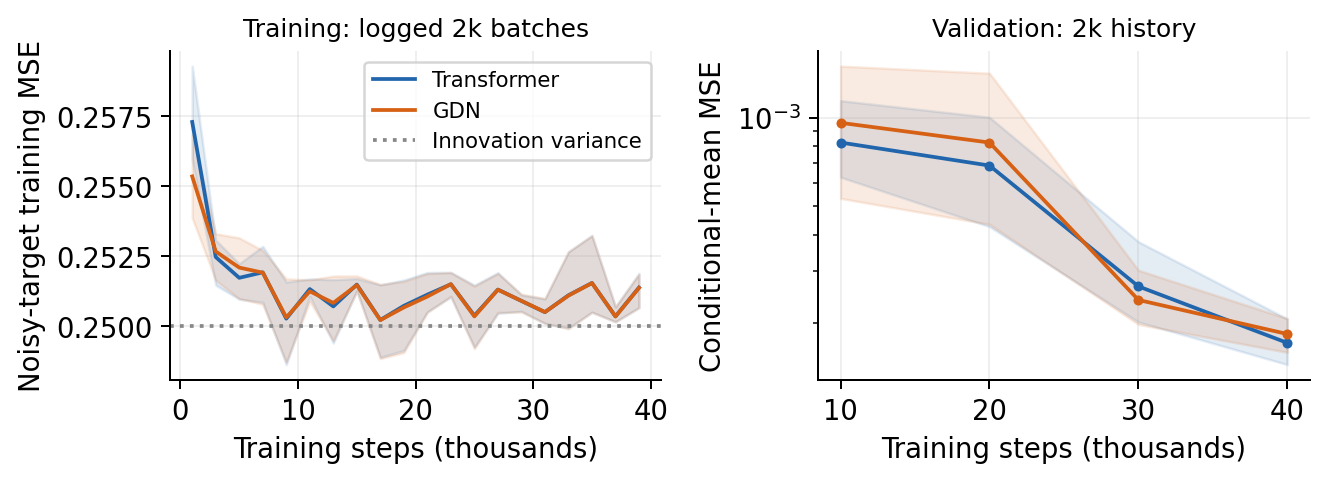 Training: logged 2k batches
Noisy-target training MSE
0.2575
0.2550
0.2525
0.2500
Transformer
GDN
Innovation variance
0 10 20 30 40
Training steps (thousands)
Validation: 2k history
Conditional-mean MSE
10⁻³
10 20 30 40
Training steps (thousands)